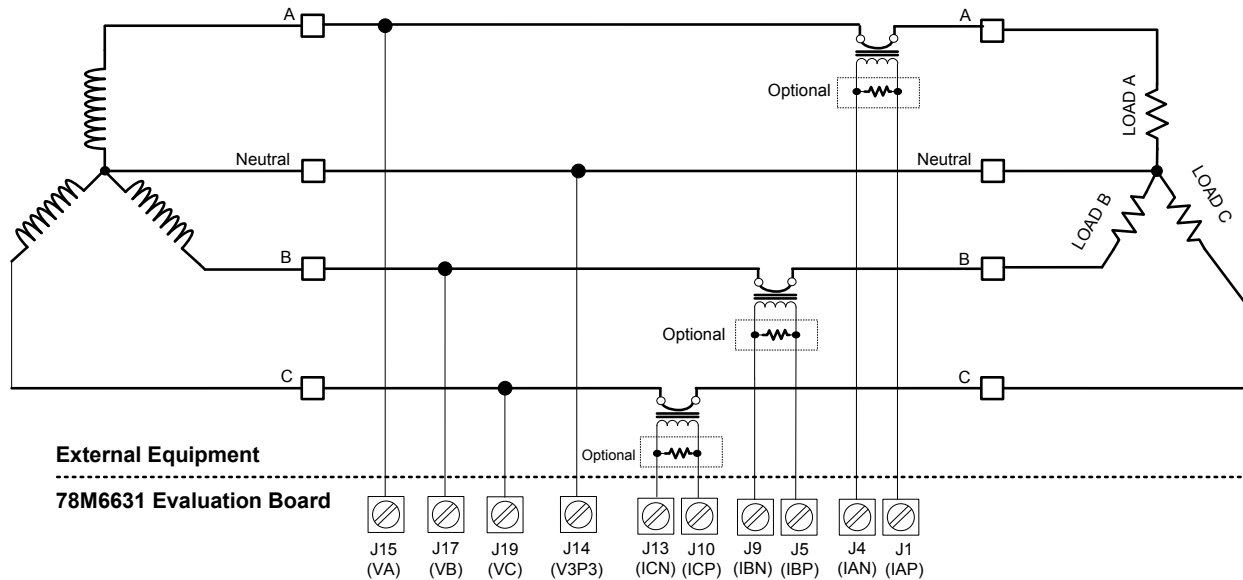 A
A
Optional
LOAD A
Neutral
Neutral
LOAD B
LOAD C
B
B
Optional
C
C
Optional
External Equipment
78M6631 Evaluation Board
J15 J17 J19 J14 J13 J10 J9 J5 J4 J1
(VA) (VB) (VC) (V3P3) (ICN) (ICP) (IBN) (IBP) (IAN) (IAP)